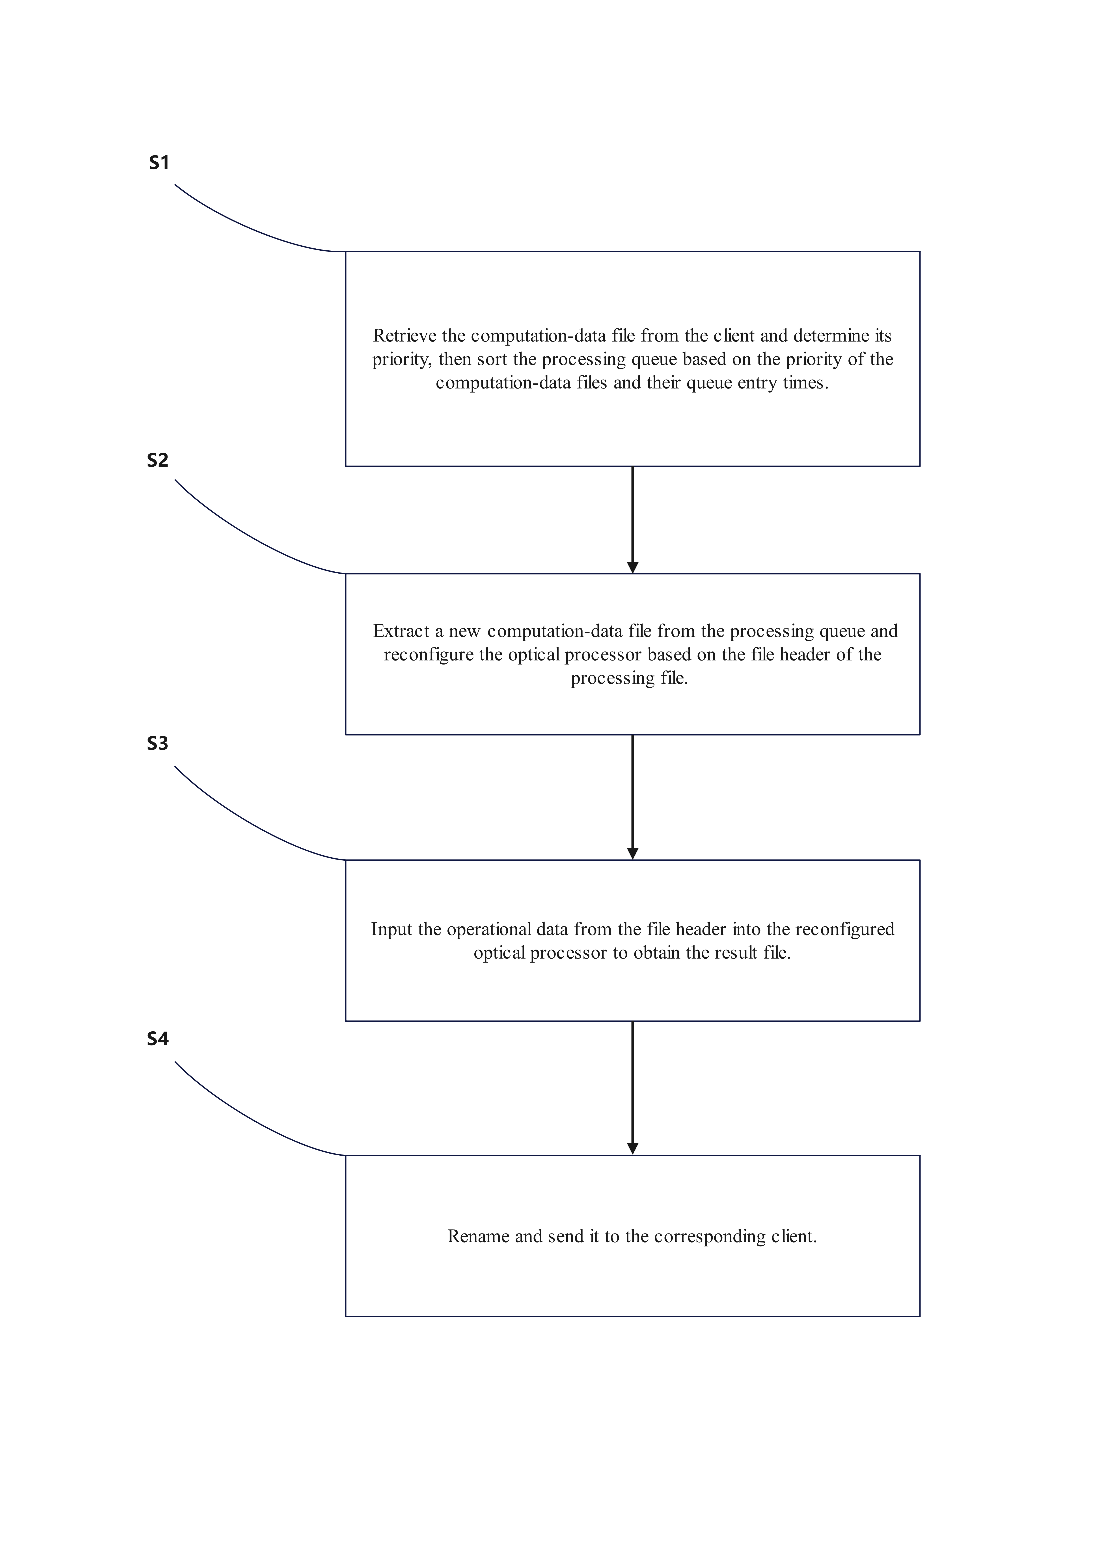 S1
Retrieve the computation-data file from the client and determine its
priority, then sort the processing queue based on the priority of the
computation-data files and their queue entry times.
S2
Extract a new computation-data file from the processing queue and
reconfigure the optical processor based on the file header of the
processing file.
S3
Input the operational data from the file header into the reconfigured
optical processor to obtain the result file.
S4
Rename and send it to the corresponding client.